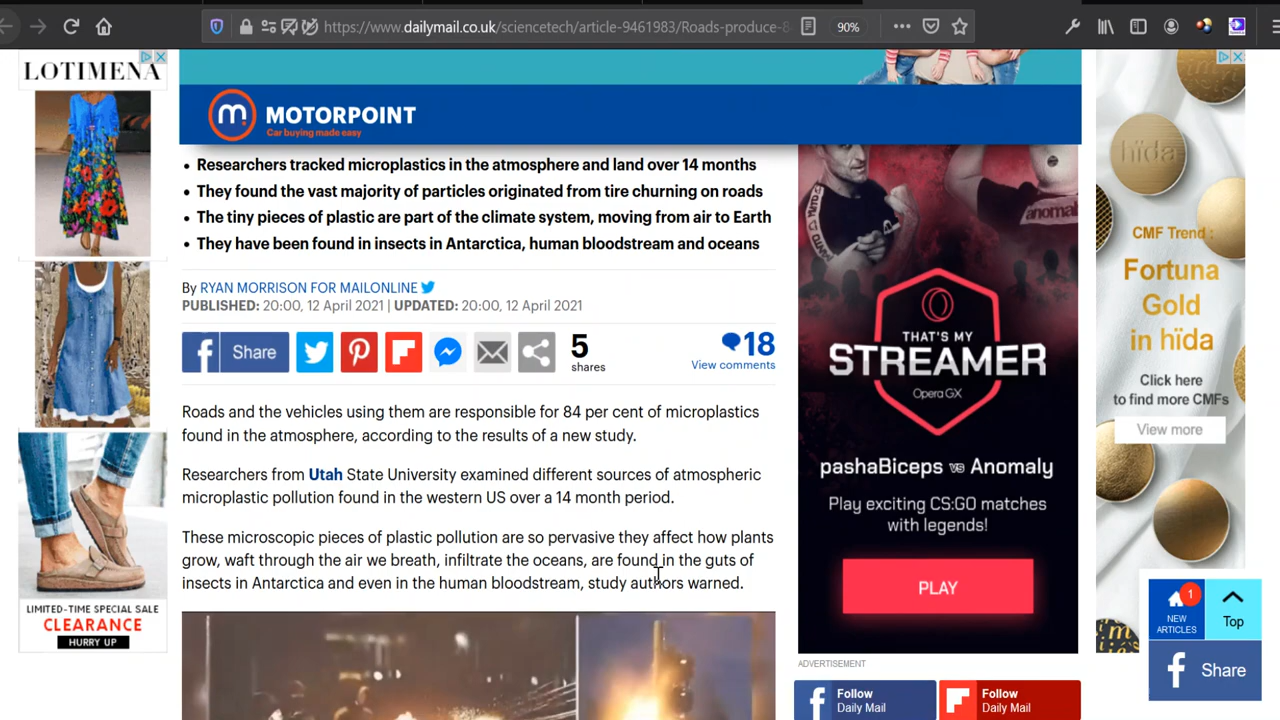 https://www.dailymail.co.uk/sciencetech/article-9461983/Roads-produce-8
90%
LOTIMENA
MOTORPOINT
Car buying made easy
• Researchers tracked microplastics in the atmosphere and land over 14 months
• They found the vast majority of particles originated from tire churning on roads
• The tiny pieces of plastic are part of the climate system, moving from air to Earth
• They have been found in insects in Antarctica, human bloodstream and oceans
By RYAN MORRISON FOR MAILONLINE
PUBLISHED: 20:00, 12 April 2021 | UPDATED: 20:00, 12 April 2021
Share
5
shares
18
View comments
Roads and the vehicles using them are responsible for 84 per cent of microplastics
found in the atmosphere, according to the results of a new study.
Researchers from Utah State University examined different sources of atmospheric
microplastic pollution found in the western US over a 14 month period.
These microscopic pieces of plastic pollution are so pervasive they affect how plants
grow, waft through the air we breath, infiltrate the oceans, are found in the guts of
insects in Antarctica and even in the human bloodstream, study authors warned.
LIMITED-TIME SPECIAL SALE
CLEARANCE
HURRY UP
anomaly
THAT'S MY
STREAMER
Opera GX
pashaBiceps vs Anomaly
Play exciting CS:GO matches
with legends!
PLAY
ADVERTISEMENT
Follow
Daily Mail
Follow
Daily Mail
hïda
CMF Trend :
Fortuna
Gold
in hïda
Click here
to find more CMFs
View more
1
NEW
ARTICLES
Top
Share